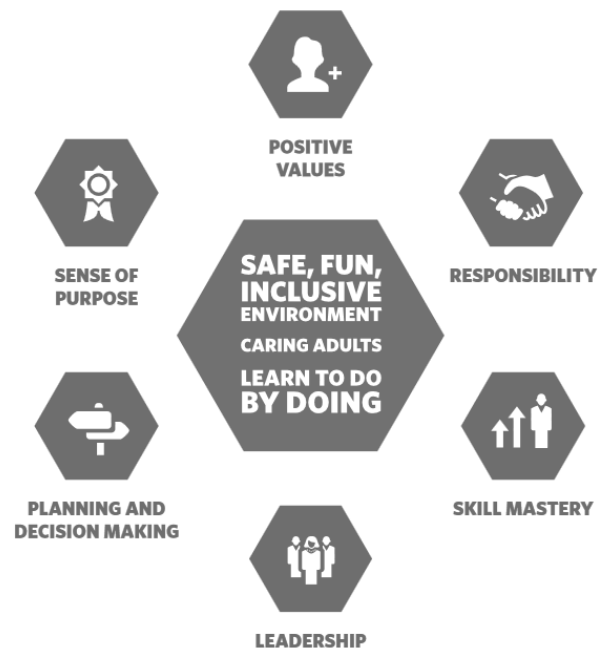 POSITIVE
VALUES
SENSE OF
PURPOSE
RESPONSIBILITY
SAFE, FUN,
INCLUSIVE
ENVIRONMENT
CARING ADULTS
LEARN TO DO
BY DOING
PLANNING AND
DECISION MAKING
SKILL MASTERY
LEADERSHIP